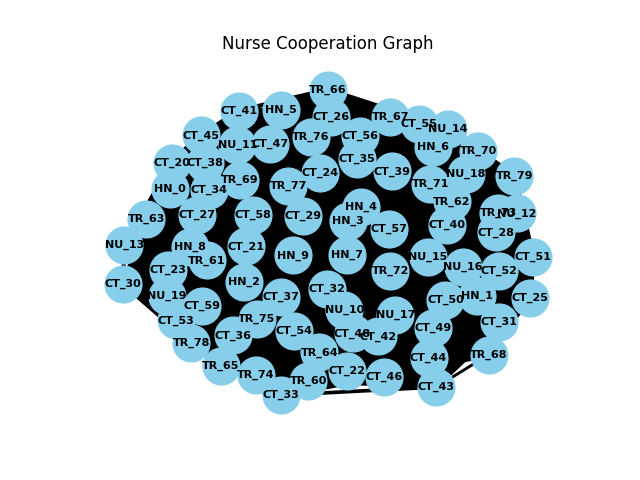 Nurse Cooperation Graph
TR_66
CT_41
HN_5
CT_26
TR_67
CT_55
NU_14
CT_45
NU_11
CT_47
TR_76
CT_56
HN_6
TR_70
CT_20
CT_38
CT_35
CT_24
CT_39
NU_18
TR_79
HN_0
CT_34
TR_69
TR_77
TR_71
TR_62
TR_63
CT_27
CT_58
CT_29
HN_4
HN_3
CT_57
CT_40
TR_73
NU_12
CT_28
NU_13
HN_8
CT_21
TR_61
HN_9
HN_7
NU_15
CT_51
CT_23
TR_72
NU_16
CT_52
CT_30
HN_2
NU_19
CT_59
CT_37
CT_32
CT_50
HN_1
CT_25
CT_53
TR_75
NU_10
NU_17
CT_31
TR_78
CT_36
CT_54
CT_48
CT_42
CT_49
TR_64
CT_44
TR_68
TR_65
TR_74
TR_60
CT_22
CT_46
CT_43
CT_33